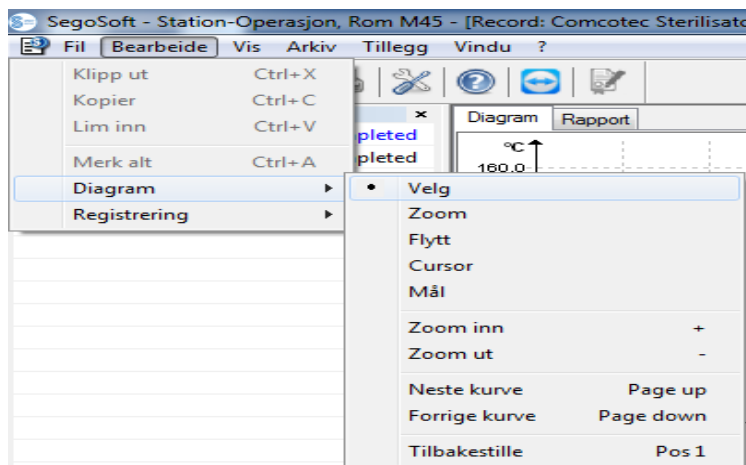 SegoSoft - Station-Operasjon, Rom M45 - [Record: Comcotec Sterilisato
Fil Bearbeide Vis Arkiv Tillegg Vindu ?
Klipp ut Ctrl+X
Kopier Ctrl+C
Lim inn Ctrl+V
Merk alt Ctrl+A
Diagram
Registrering
pleted
pleted
Diagram Rapport
°C
160.0
Velg
Zoom
Flytt
Cursor
Mål
Zoom inn +
Zoom ut -
Neste kurve Page up
Forrige kurve Page down
Tilbakestille Pos 1